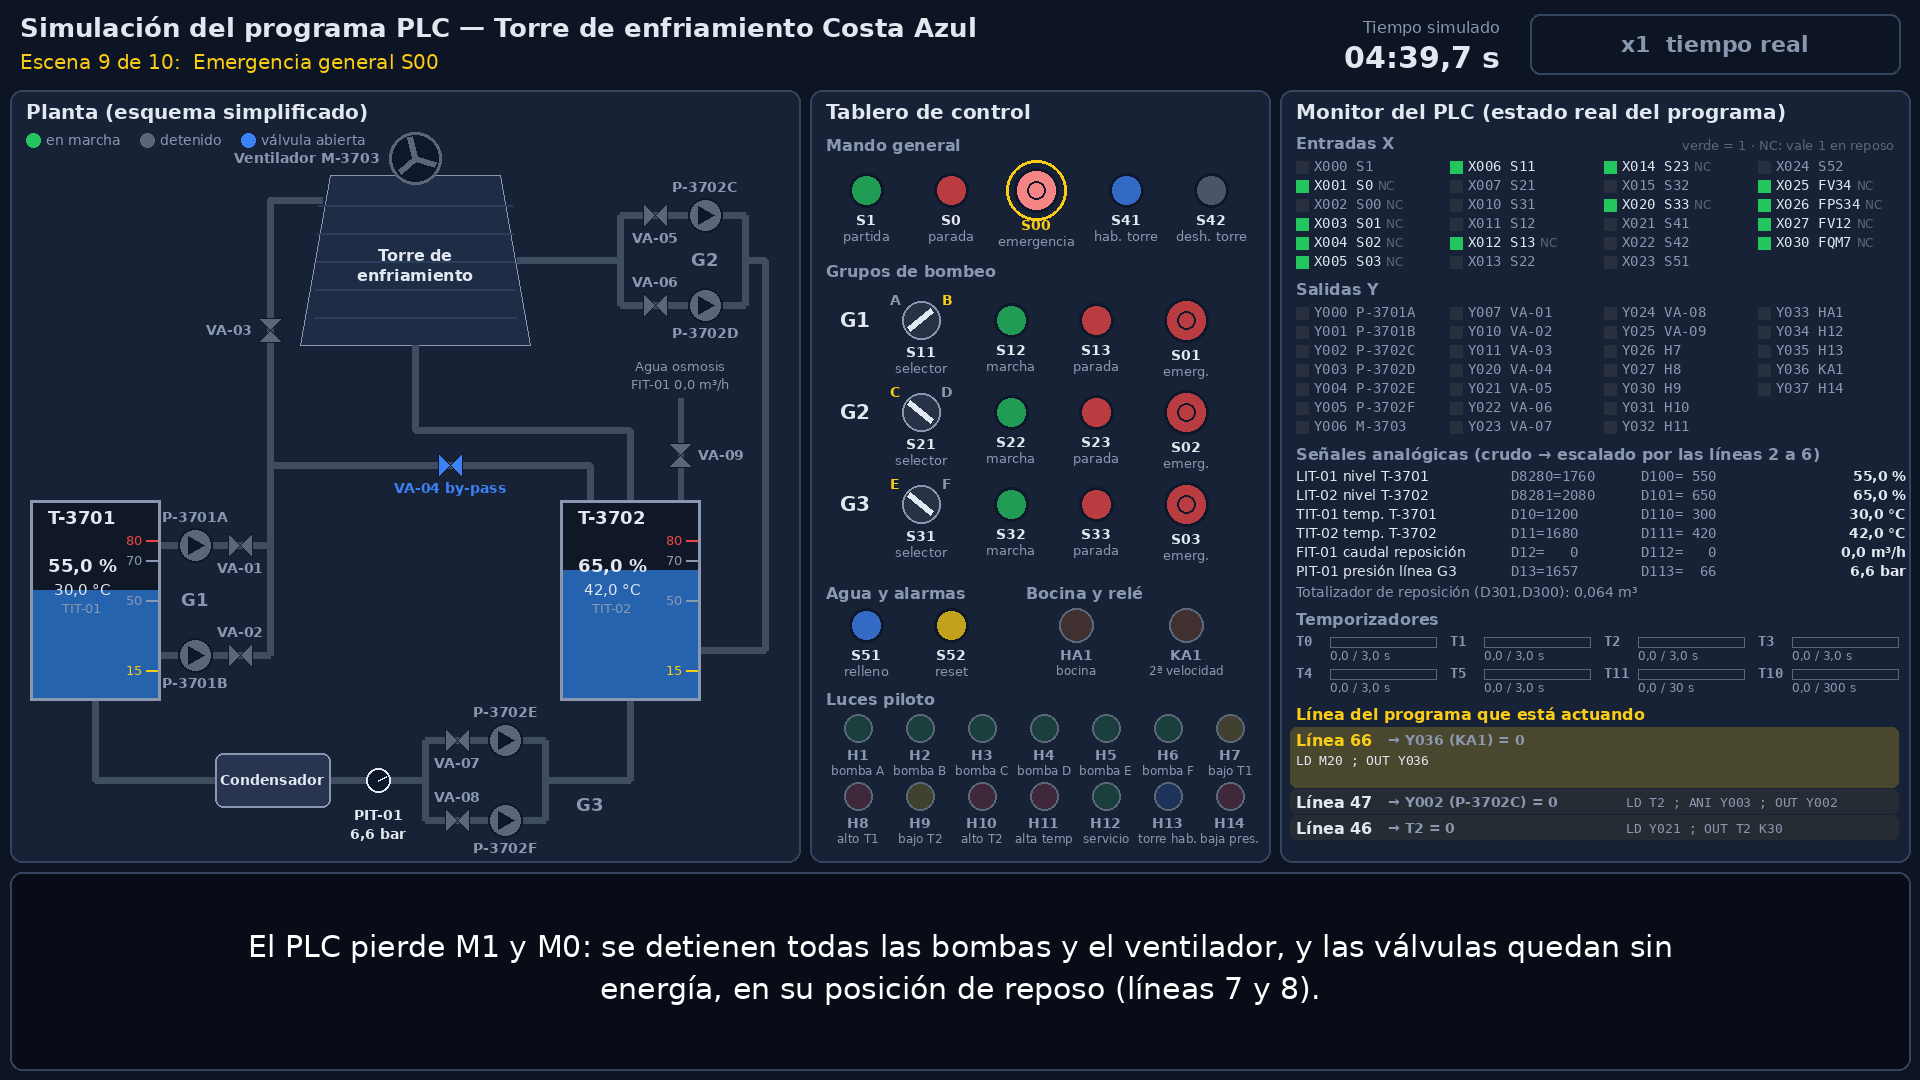 Simulación del programa PLC — Torre de enfriamiento Costa Azul
Escena 9 de 10:  Emergencia general S00
Tiempo simulado
04:39,7 s
x1  tiempo real
Planta (esquema simplificado)
en marcha
detenido
válvula abierta
Ventilador M-3703
P-3702C
VA-05
G2
VA-06
P-3702D
Torre de
enfriamiento
VA-03
Agua osmosis
FIT-01 0,0 m³/h
VA-09
VA-04 by-pass
T-3701
80
70
55,0 %
30,0 °C
TIT-01
50
15
P-3701A
VA-01
G1
VA-02
P-3701B
T-3702
80
70
65,0 %
42,0 °C
TIT-02
50
15
P-3702E
VA-07
VA-08
P-3702F
G3
Condensador
PIT-01
6,6 bar
Tablero de control
Mando general
S1
partida
S0
parada
S00
emergencia
S41
hab. torre
S42
desh. torre
Grupos de bombeo
G1
A
B
S11
selector
S12
marcha
S13
parada
S01
emerg.
G2
C
D
S21
selector
S22
marcha
S23
parada
S02
emerg.
G3
E
F
S31
selector
S32
marcha
S33
parada
S03
emerg.
Agua y alarmas
Bocina y relé
S51
relleno
S52
reset
HA1
bocina
KA1
2ª velocidad
Luces piloto
H1
bomba A
H2
bomba B
H3
bomba C
H4
bomba D
H5
bomba E
H6
bomba F
H7
bajo T1
H8
alto T1
H9
bajo T2
H10
alto T2
H11
alta temp
H12
servicio
H13
torre hab.
H14
baja pres.
Monitor del PLC (estado real del programa)
Entradas X
verde = 1 · NC: vale 1 en reposo
X000 S1
X001 S0 NC
X002 S00 NC
X003 S01 NC
X004 S02 NC
X005 S03 NC
X006 S11
X007 S21
X010 S31
X011 S12
X012 S13 NC
X013 S22
X014 S23 NC
X015 S32
X020 S33 NC
X021 S41
X022 S42
X023 S51
X024 S52
X025 FV34 NC
X026 FPS34 NC
X027 FV12 NC
X030 FQM7 NC
Salidas Y
Y000 P-3701A
Y001 P-3701B
Y002 P-3702C
Y003 P-3702D
Y004 P-3702E
Y005 P-3702F
Y006 M-3703
Y007 VA-01
Y010 VA-02
Y011 VA-03
Y020 VA-04
Y021 VA-05
Y022 VA-06
Y023 VA-07
Y024 VA-08
Y025 VA-09
Y026 H7
Y027 H8
Y030 H9
Y031 H10
Y032 H11
Y033 HA1
Y034 H12
Y035 H13
Y036 KA1
Y037 H14
Señales analógicas (crudo → escalado por las líneas 2 a 6)
LIT-01 nivel T-3701 D8280=1760 D100= 550 55,0 %
LIT-02 nivel T-3702 D8281=2080 D101= 650 65,0 %
TIT-01 temp. T-3701 D10=1200 D110= 300 30,0 °C
TIT-02 temp. T-3702 D11=1680 D111= 420 42,0 °C
FIT-01 caudal reposición D12=   0 D112=   0 0,0 m³/h
PIT-01 presión línea G3 D13=1657 D113=  66 6,6 bar
Totalizador de reposición (D301,D300): 0,064 m³
Temporizadores
T0
0,0 / 3,0 s
T1
0,0 / 3,0 s
T2
0,0 / 3,0 s
T3
0,0 / 3,0 s
T4
0,0 / 3,0 s
T5
0,0 / 3,0 s
T11
0,0 / 30 s
T10
0,0 / 300 s
Línea del programa que está actuando
Línea 66 → Y036 (KA1) = 0
LD M20 ; OUT Y036
Línea 47 → Y002 (P-3702C) = 0 LD T2 ; ANI Y003 ; OUT Y002
Línea 46 → T2 = 0 LD Y021 ; OUT T2 K30
El PLC pierde M1 y M0: se detienen todas las bombas y el ventilador, y las válvulas quedan sin
energía, en su posición de reposo (líneas 7 y 8).